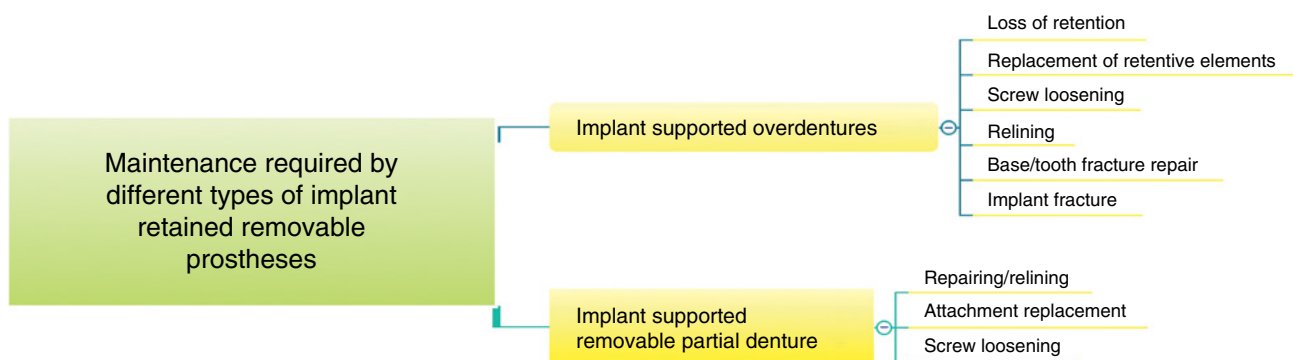 Maintenance required by
different types of implant
retained removable
prostheses
Implant supported overdentures
Loss of retention
Replacement of retentive elements
Screw loosening
Relining
Base/tooth fracture repair
Implant fracture
Implant supported
removable partial denture
Repairing/relining
Attachment replacement
Screw loosening